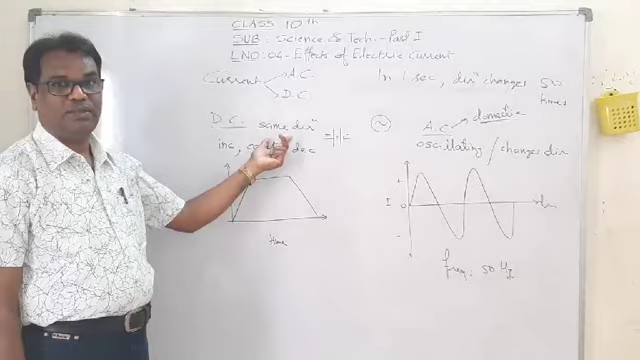 CLASS 10th
SUB: Science & Tech.-Part I
L.NO:04-Effects of Electric Current
Current
A.C.
D.C.
In 1 sec, dirn changes 50
times
D.C. same dirn
inc, dec
time
A.C → domestic
oscillating / changes dirn
+
I
0
-
time
freq: 50 Hz